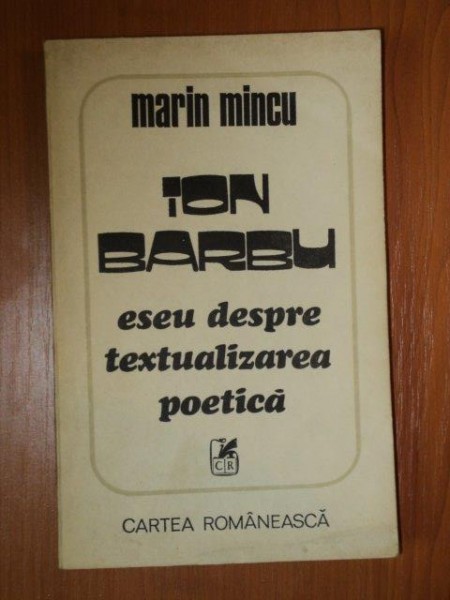 marin mincu
ION
BARBU
eseu despre
textualizarea
poetică
CR
CARTEA ROMÂNEASCĂ